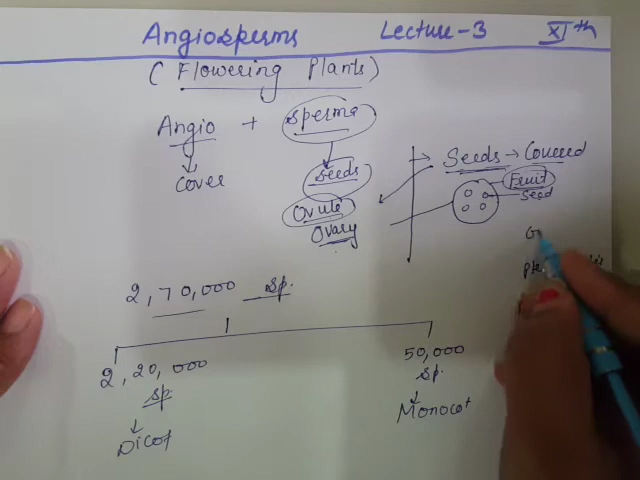 Angiosperms Lecture-3 XIth
( Flowering Plants)
Angio + Sperma
Cover Seeds
Ovule
Ovary
Seeds → Covered
Fruit
Seed
2,70,000 Sp.
2,20,000 50,000
Sp Sp.
Dicot Monocot